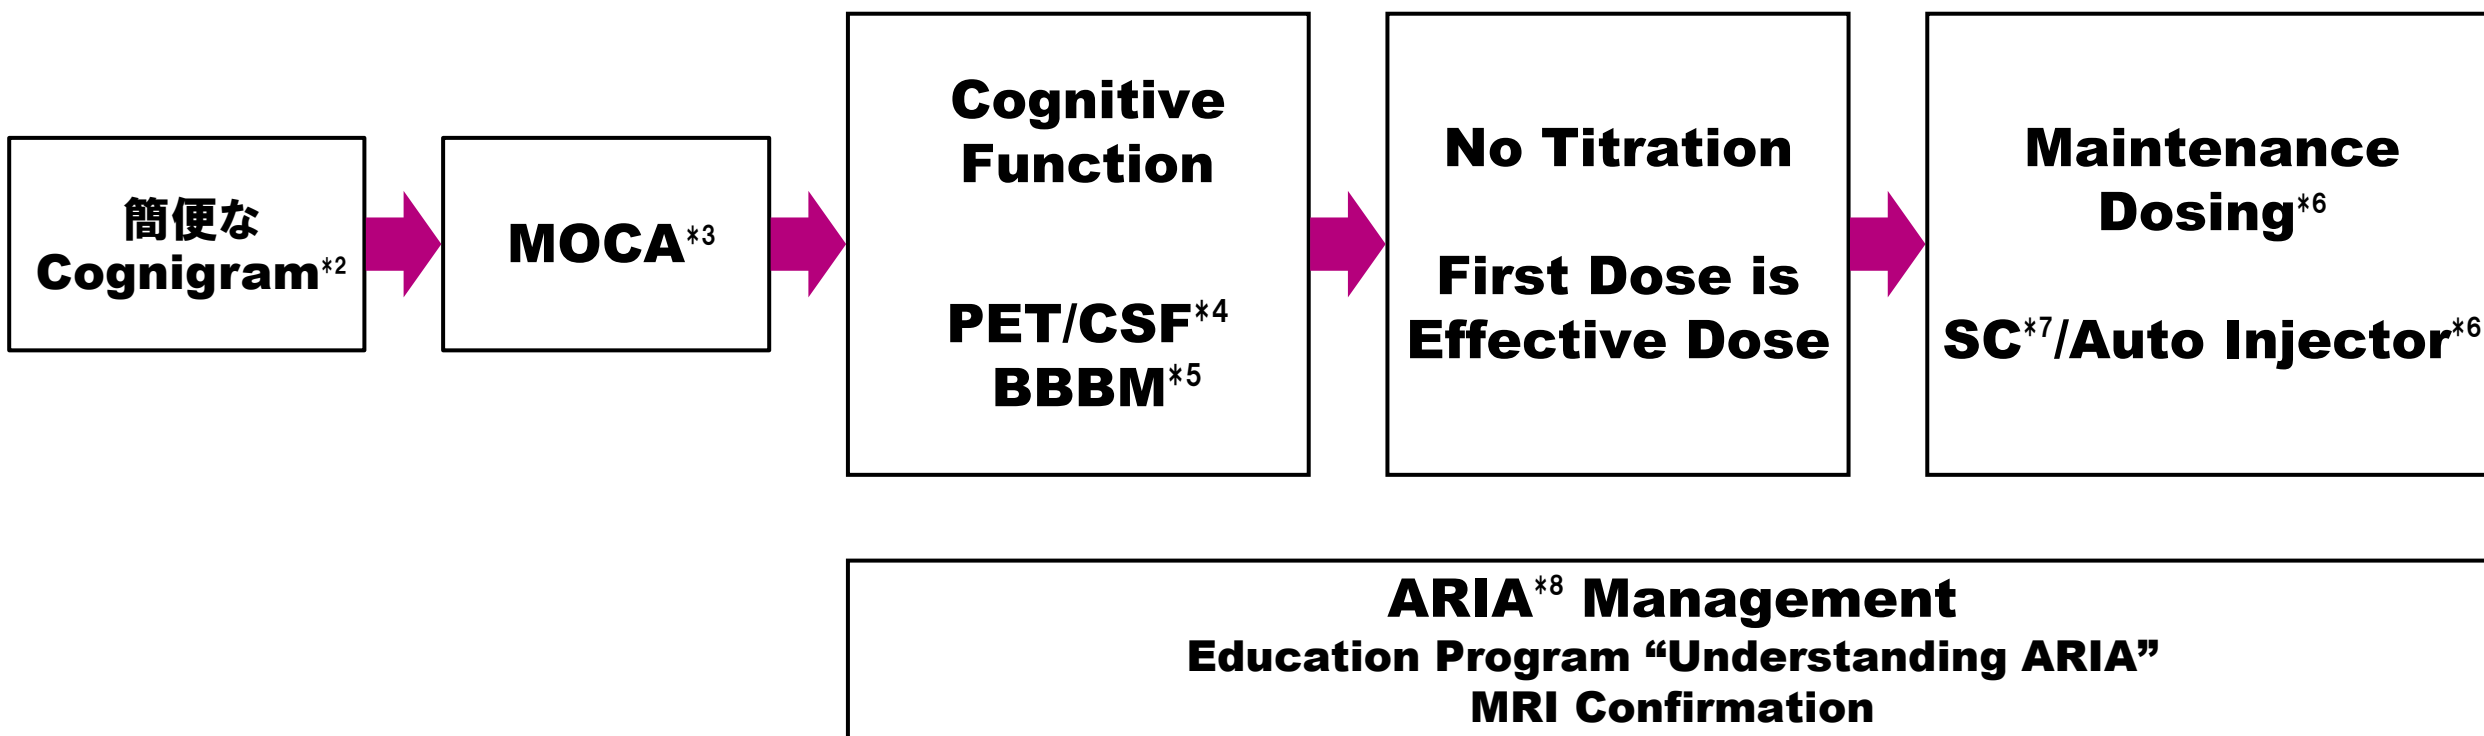 簡便な
Cognigram*2
MOCA*3
Cognitive
Function
PET/CSF*4
BBBM*5
No Titration
First Dose is
Effective Dose
Maintenance
Dosing*6
SC*7/Auto Injector*6
ARIA*8 Management
Education Program “Understanding ARIA”
MRI Confirmation